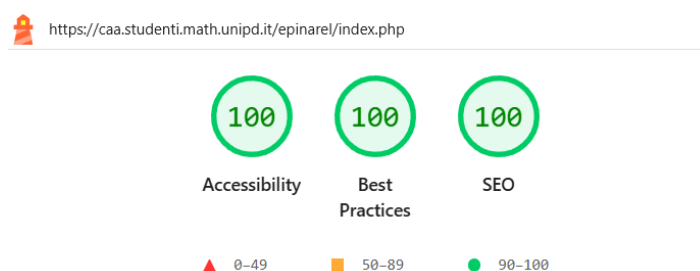 https://caa.studenti.math.unipd.it/epinarel/index.php
100 100 100
Accessibility Best Practices SEO
0–49 50–89 90–100